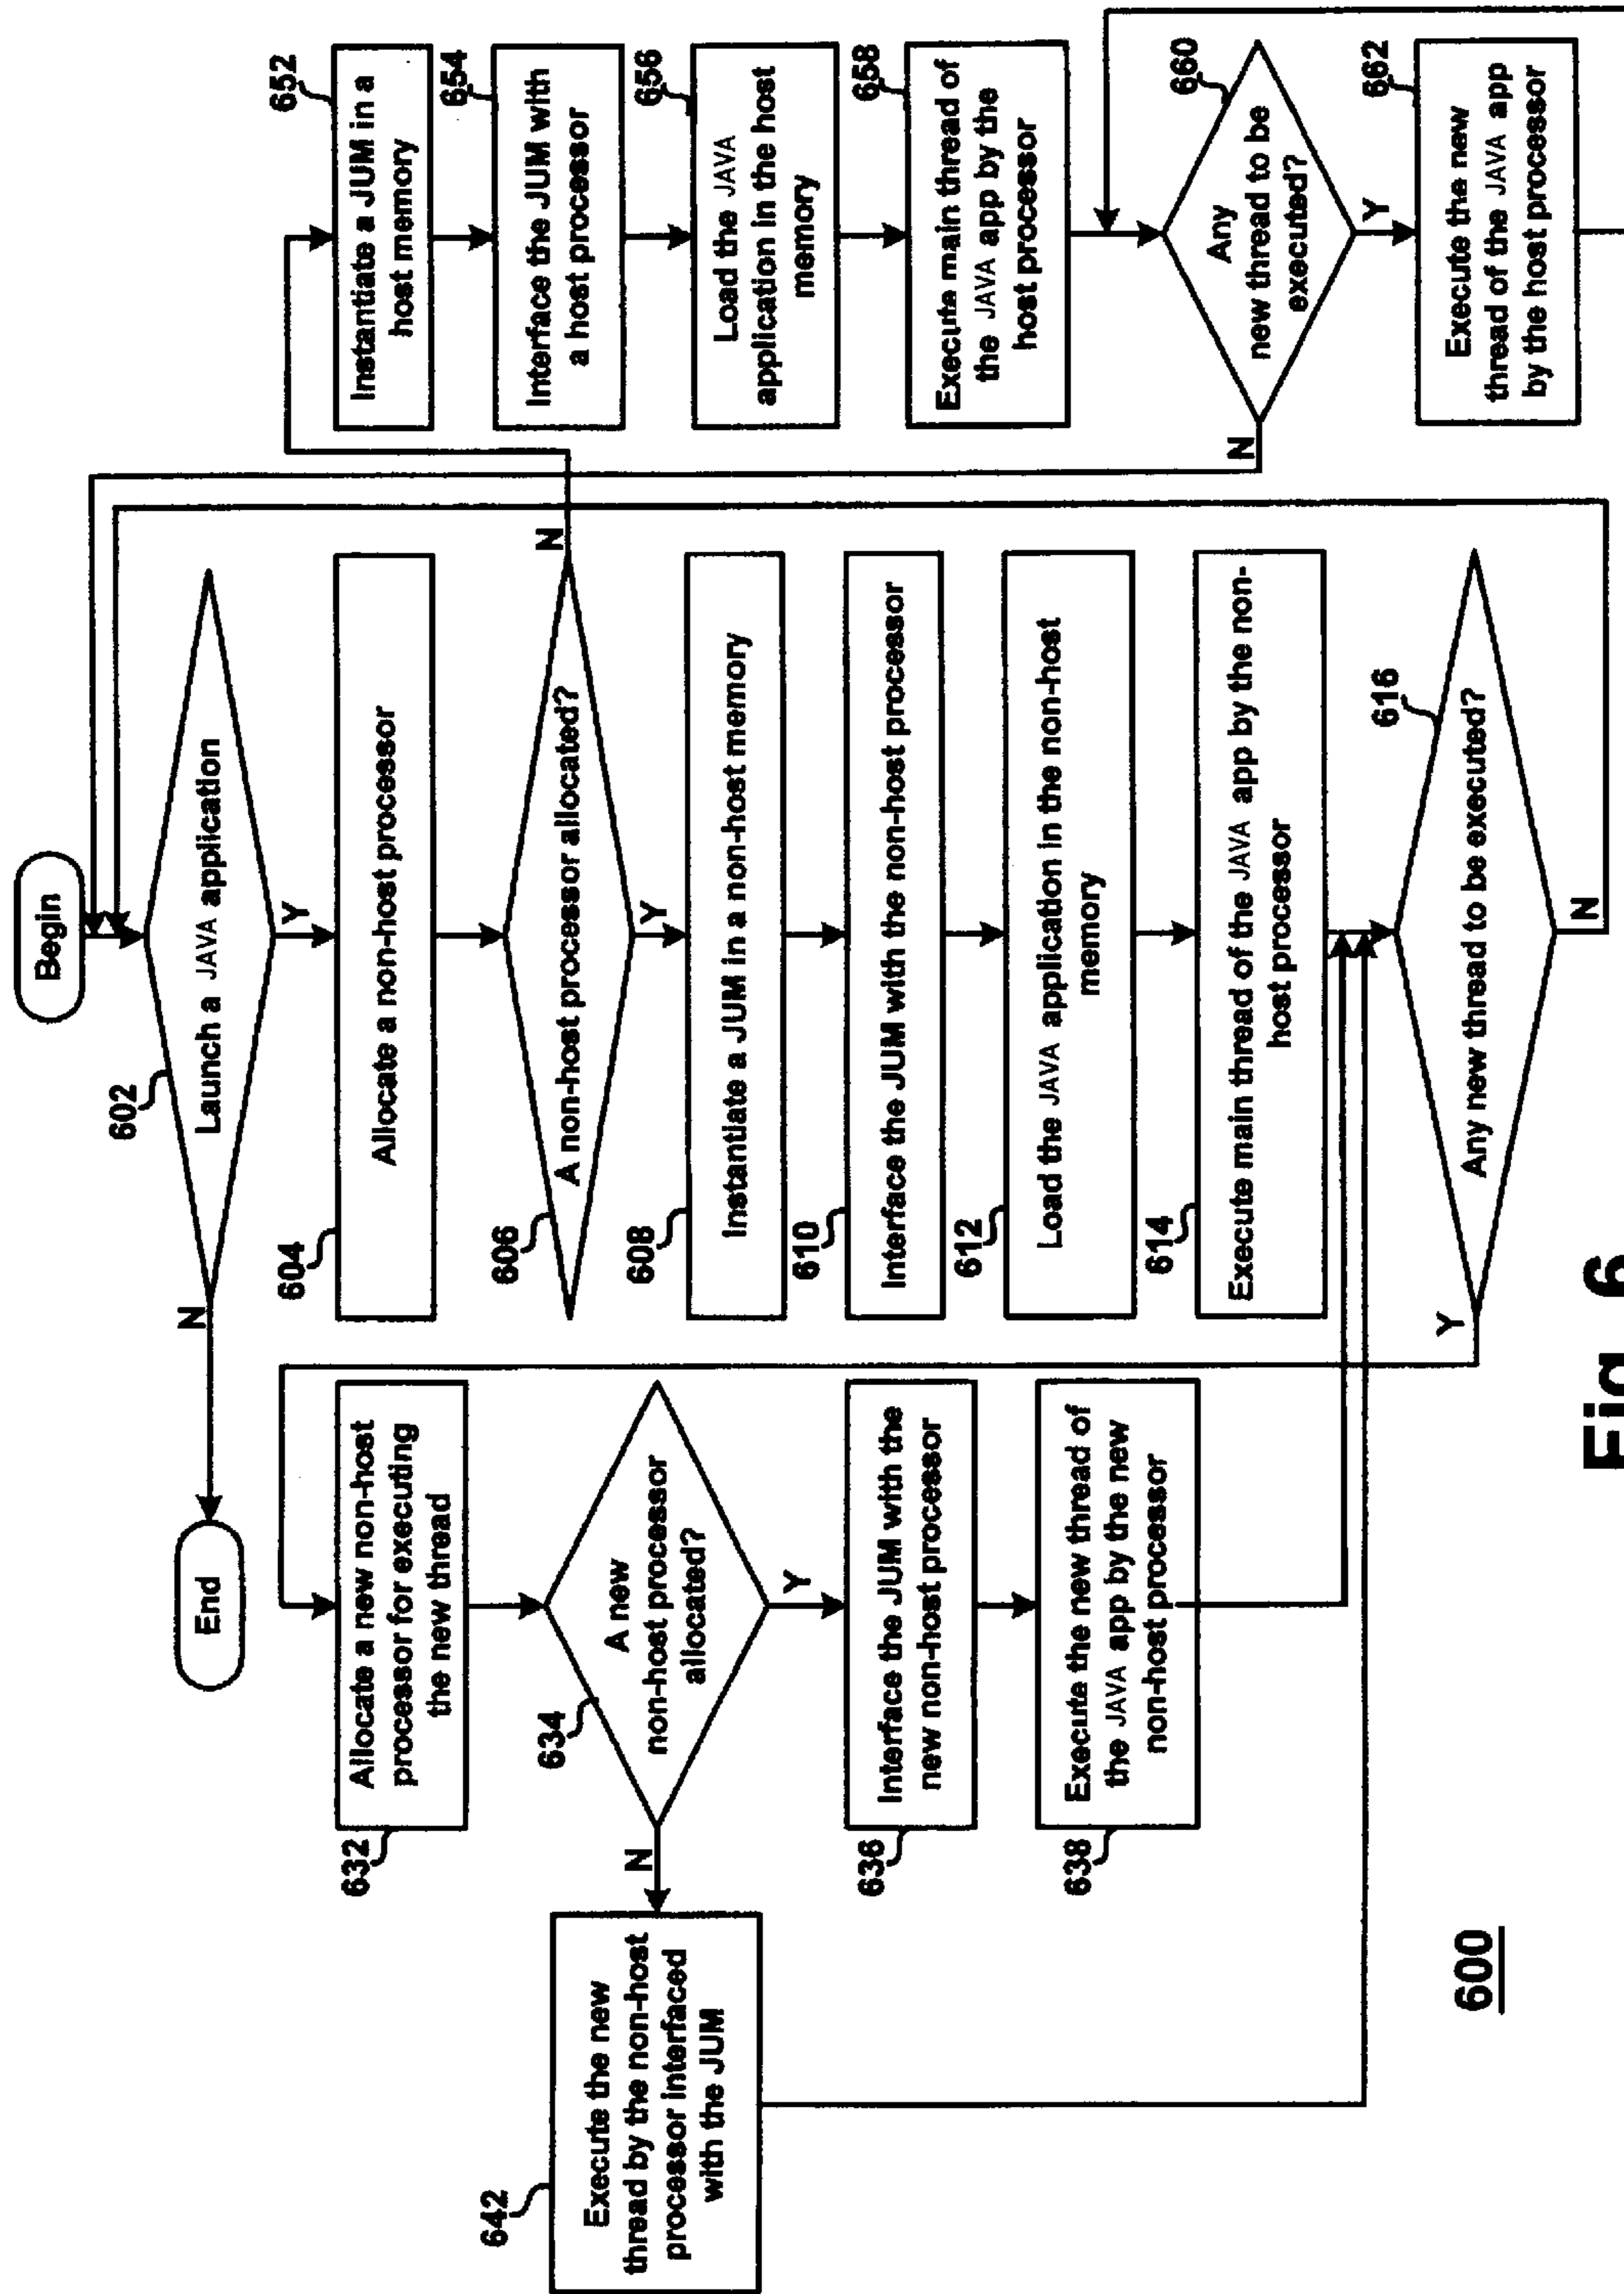 Begin
602
Launch a JAVA application
N
End
Y
604
Allocate a non-host processor
606
A non-host processor allocated?
N
Y
608
Instantiate a JUM in a non-host memory
610
Interface the JUM with the non-host processor
612
Load the JAVA application in the non-host
memory
614
Execute main thread of the JAVA app by the non-
host processor
616
Any new thread to be executed?
Y
N
632
Allocate a new non-host
processor for executing
the new thread
634
A new
non-host processor
allocated?
N
Y
636
Interface the JUM with the
new non-host processor
638
Execute the new thread of
the JAVA app by the new
non-host processor
642
Execute the new
thread by the non-host
processor interfaced
with the JUM
652
Instantiate a JUM in a
host memory
654
Interface the JUM with
a host processor
656
Load the JAVA
application in the host
memory
658
Execute main thread of
the JAVA app by the
host processor
660
Any
new thread to be
executed?
N
Y
662
Execute the new
thread of the JAVA app
by the host processor
600
Fig. 6